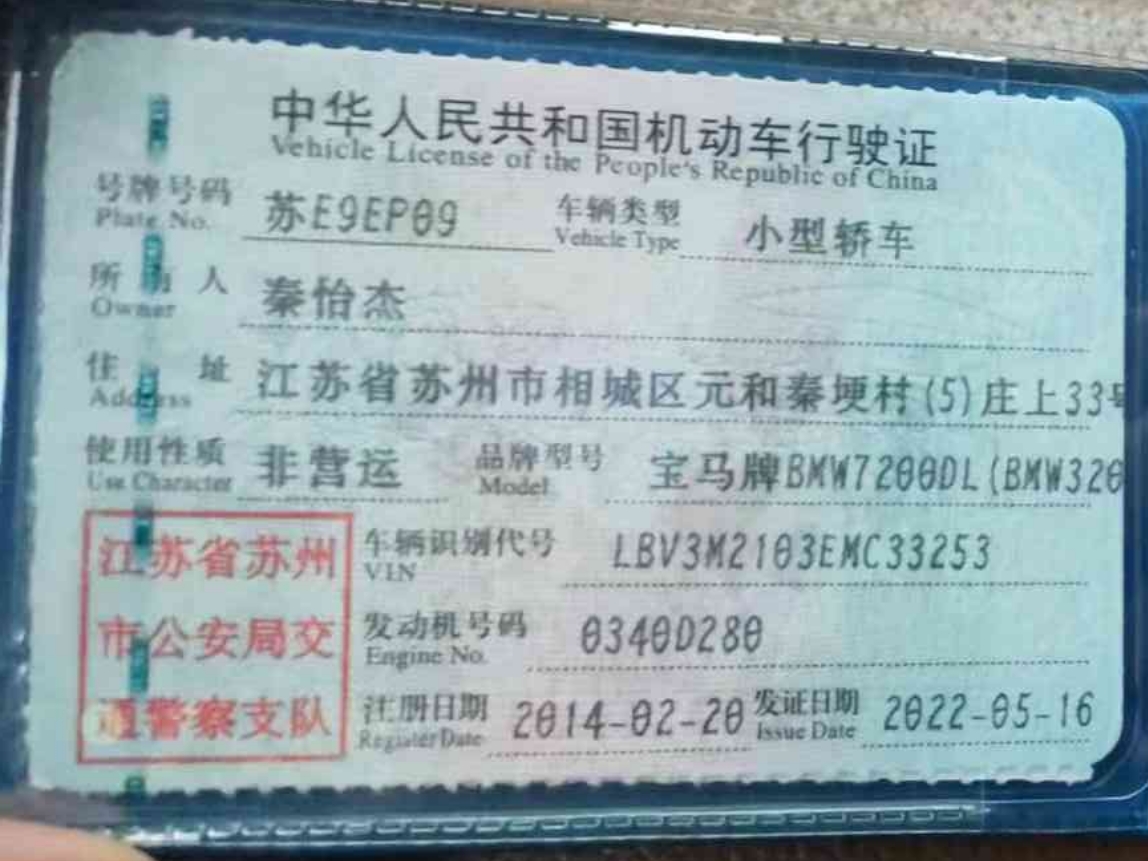 中华人民共和国机动车行驶证
Vehicle License of the People's Republic of China
号牌号码 苏E9EP09 车辆类型 小型轿车
Plate No. Vehicle Type
所有人 秦怡杰
Owner
住址 江苏省苏州市相城区元和秦埂村(5)庄上33号
Address
使用性质 非营运 品牌型号 宝马牌BMW7200DL(BMW320
Use Character Model
江苏省苏州
市公安局交
通警察支队
车辆识别代号 LBV3M2103EMC33253
VIN
发动机号码 0340D280
Engine No.
注册日期 2014-02-20 发证日期 2022-05-16
Register Date Issue Date